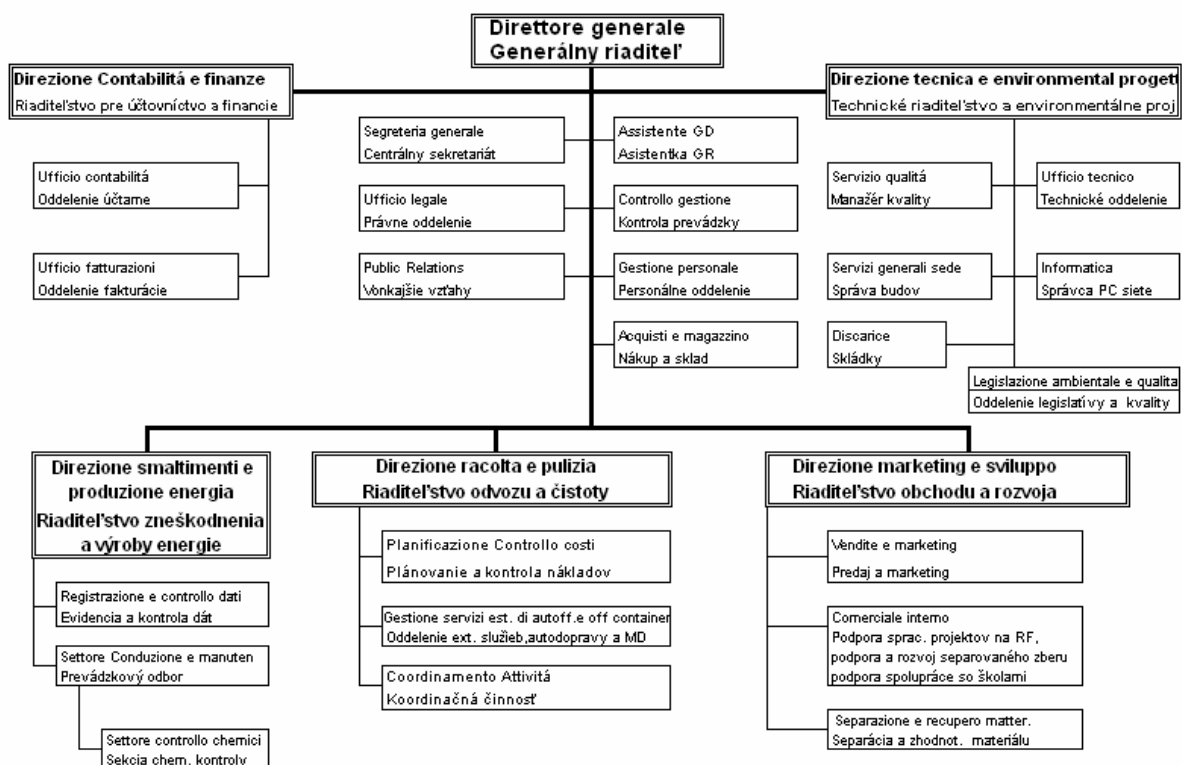 Direttore generale
Generálny riaditeľ
Direzione Contabilitá e finanze
Riaditeľstvo pre účtovníctvo a financie
Direzione tecnica e environmental progett
Technické riaditeľstvo a environmentálne proj
Segreteria generale
Centrálny sekretariát
Assistente GD
Asistentka GR
Ufficio contabilitá
Oddelenie účtame
Ufficio legale
Právne oddelenie
Controllo gestione
Kontrola prevádzky
Servizio qualitá
Manažér kvality
Ufficio tecnico
Technické oddelenie
Ufficio fatturazioni
Oddelenie fakturácie
Public Relations
Vonkajšie vzťahy
Gestione personale
Personálne oddelenie
Servizi generali sede
Správa budov
Informatica
Správca PC siete
Acquisti e magazzino
Nákup a sklad
Discarice
Skládky
Legislazione ambientale e qualita
Oddelenie legislatívy a kvality
Direzione smaltimenti e
produzione energia
Riaditeľstvo zneškodnenia
a výroby energie
Direzione racolta e pulizia
Riaditeľstvo odvozu a čistoty
Direzione marketing e sviluppo
Riaditeľstvo obchodu a rozvoja
Registrazione e controllo dati
Evidencia a kontrola dát
Settore Conduzione e manuten
Prevádzkový odbor
Settore controllo chemici
Sekcia chem. kontroly
Planificazione Controllo costi
Plánovanie a kontrola nákladov
Gestione servizi est. di autoff.e off container
Oddelenie ext. služieb,autodopravy a MD
Coordinamento Attivitá
Koordinačná činnosť
Vendite e marketing
Predaj a marketing
Comerciale interno
Podpora sprac. projektov na RF,
podpora a rozvoj separovaného zberu
podpora spolupráce so školami
Separazione e recupero matter.
Separácia a zhodnot. materiálu